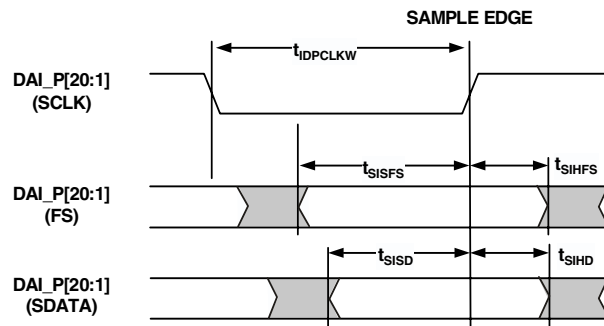 SAMPLE EDGE
tIDPCLKW
DAI_P[20:1]
(SCLK)
tSISFS
tSIHFS
DAI_P[20:1]
(FS)
tSISD
tSIHD
DAI_P[20:1]
(SDATA)